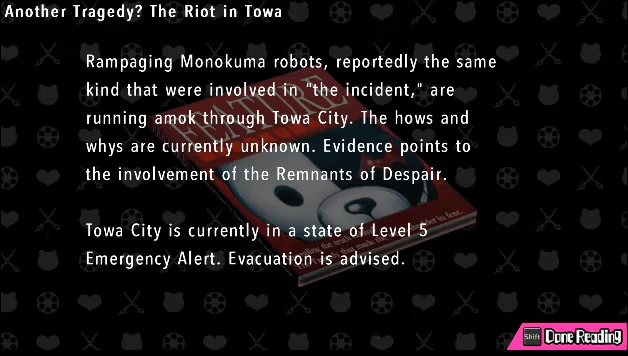 Another Tragedy? The Riot in Towa
Rampaging Monokuma robots, reportedly the same
kind that were involved in "the incident," are
running amok through Towa City. The hows and
whys are currently unknown. Evidence points to
the involvement of the Remnants of Despair.
Towa City is currently in a state of Level 5
Emergency Alert. Evacuation is advised.
FEATURE
Shift Done Reading